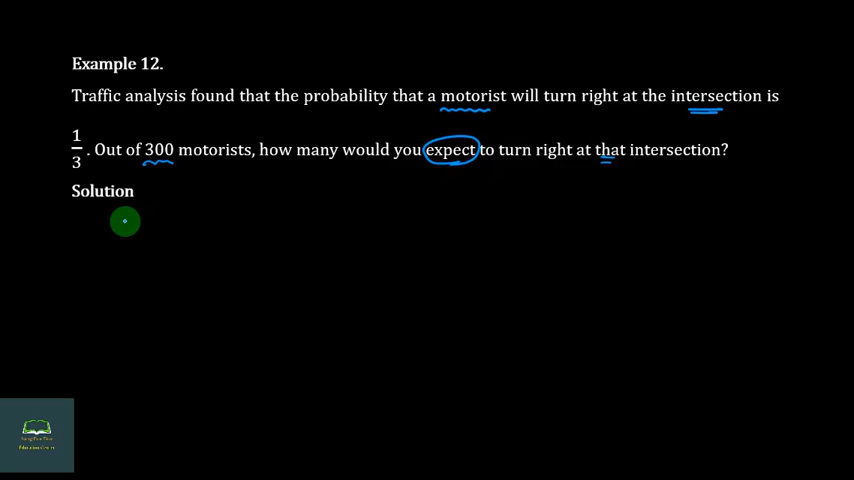 Example 12.
Traffic analysis found that the probability that a motorist will turn right at the intersection is
1
3 . Out of 300 motorists, how many would you expect to turn right at that intersection?
Solution